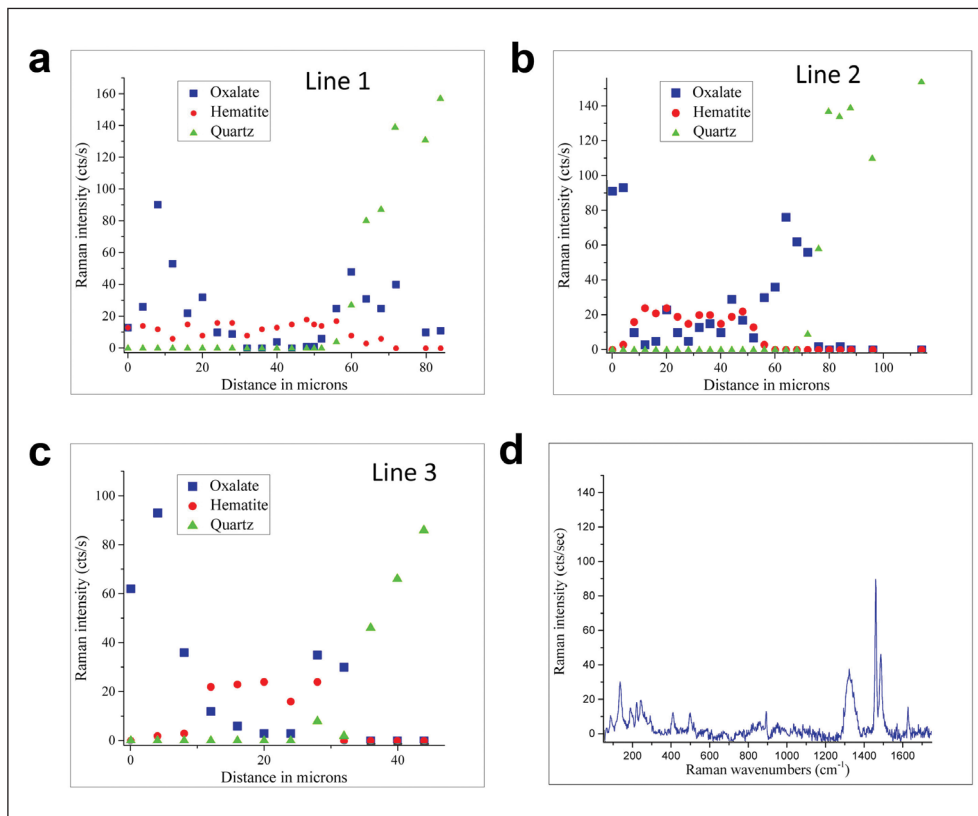 a
Line 1
Oxalate
Hematite
Quartz
160
140
120
100
80
60
40
20
0
Raman intensity (cts/s)
0 20 40 60 80
Distance in microns
b
Line 2
Oxalate
Hematite
Quartz
140
120
100
80
60
40
20
0
Raman intensity (cts/s)
0 20 40 60 80 100
Distance in microns
c
Line 3
Oxalate
Hematite
Quartz
100
80
60
40
20
0
Raman intensity (cts/s)
0 20 40
Distance in microns
d
140
120
100
80
60
40
20
0
Raman intensity (cts/sec)
200 400 600 800 1000 1200 1400 1600
Raman wavenumbers (cm⁻¹)